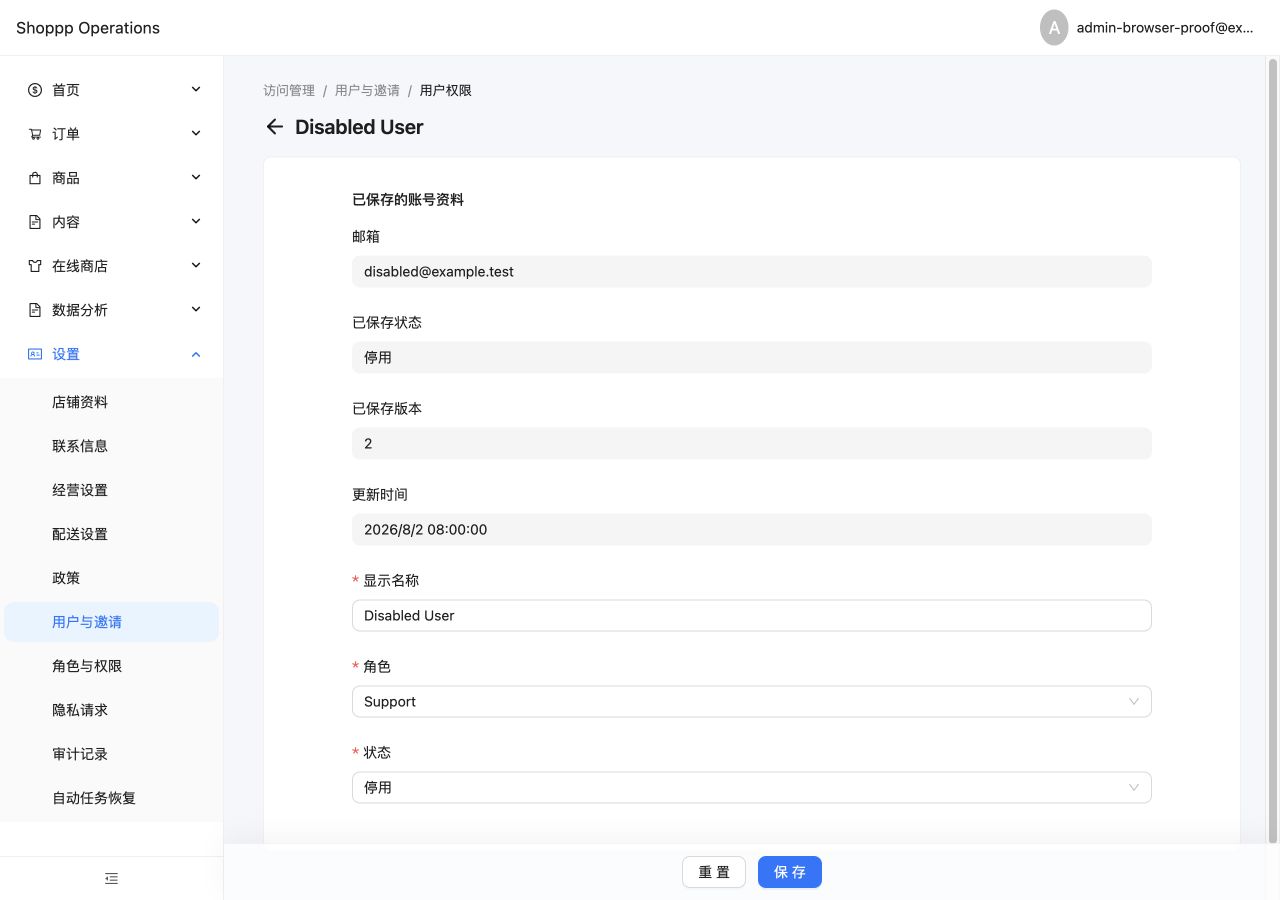 Shoppp Operations
A
admin-browser-proof@ex...
首页
订单
商品
内容
在线商店
数据分析
设置
店铺资料
联系信息
经营设置
配送设置
政策
用户与邀请
角色与权限
隐私请求
审计记录
自动任务恢复
访问管理 / 用户与邀请 / 用户权限
Disabled User
已保存的账号资料
邮箱
disabled@example.test
已保存状态
停用
已保存版本
2
更新时间
2026/8/2 08:00:00
* 显示名称
Disabled User
* 角色
Support
* 状态
停用
重 置
保 存